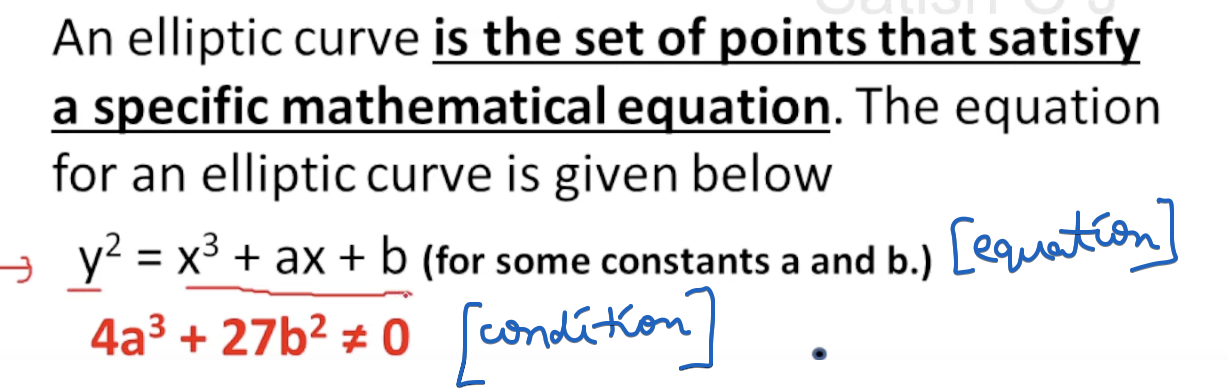 An elliptic curve is the set of points that satisfy
a specific mathematical equation. The equation
for an elliptic curve is given below
→ y² = x³ + ax + b (for some constants a and b.) [equation]
4a³ + 27b² ≠ 0 [condition]